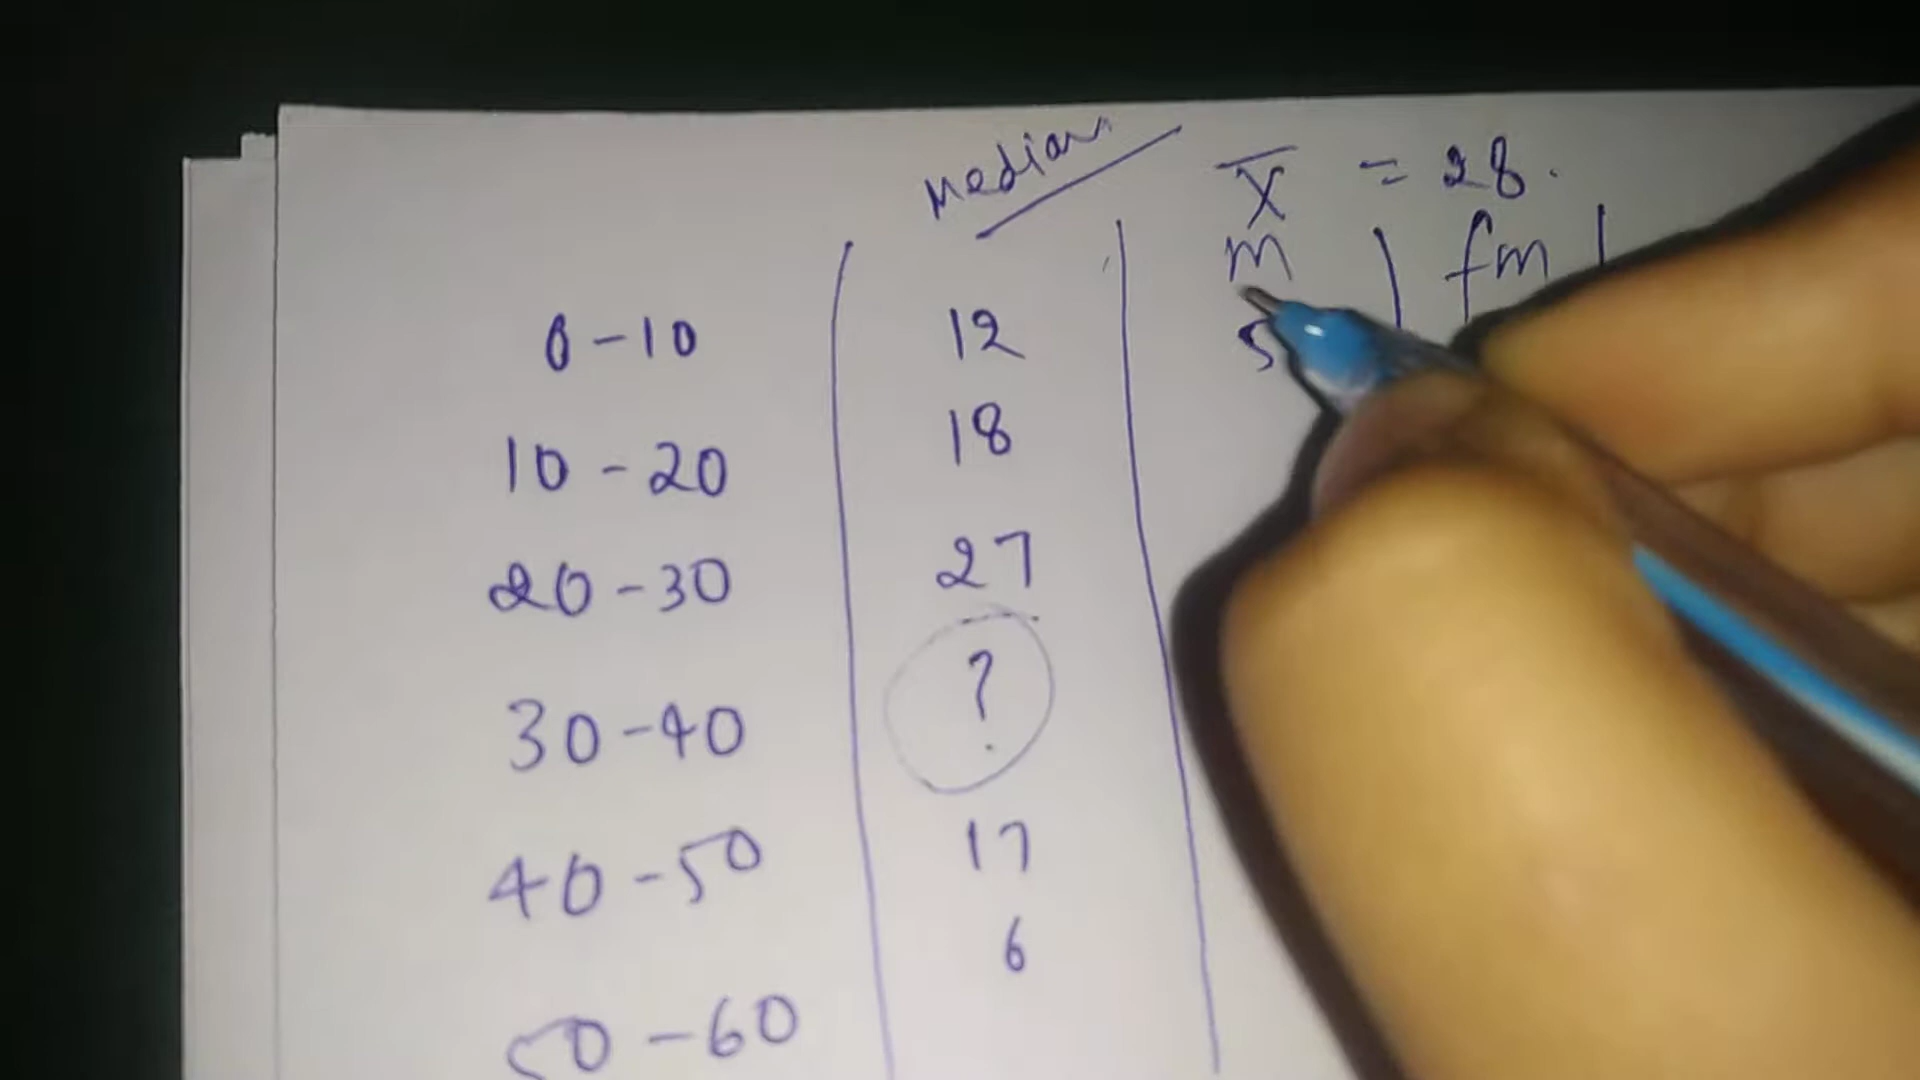 Median
X̅ = 28.
m | fm |
0-10 | 12 | 5
10-20 | 18
20-30 | 27
30-40 | ?
40-50 | 17
50-60 | 6